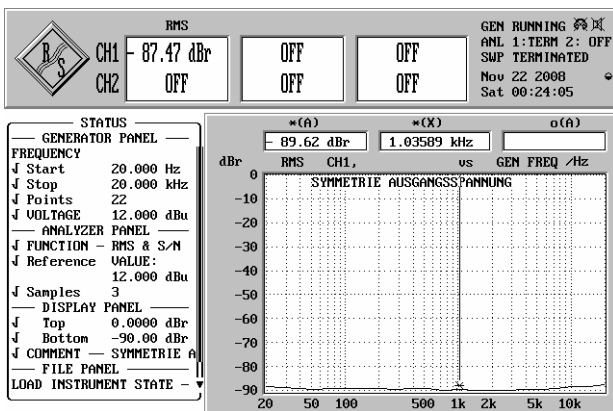 RMS
R S
CH1 - 87.47 dBr OFF OFF
CH2 OFF OFF OFF
GEN RUNNING
ANL 1:TERM 2: OFF
SWP TERMINATED
Nov 22 2008
Sat 00:24:05
STATUS
GENERATOR PANEL
FREQUENCY
√ Start 20.000 Hz
√ Stop 20.000 kHz
√ Points 22
√ VOLTAGE 12.000 dBu
ANALYZER PANEL
√ FUNCTION - RMS & S/N
√ Reference VALUE:
12.000 dBu
√ Samples 3
DISPLAY PANEL
√ Top 0.0000 dBr
√ Bottom -90.00 dBr
√ COMMENT — SYMMETRIE A
FILE PANEL
LOAD INSTRUMENT STATE -
*(A) *(X) o(A)
- 89.62 dBr 1.03589 kHz
dBr RMS CH1, vs GEN FREQ /Hz
SYMMETRIE AUSGANGSSPANNUNG
0
-10
-20
-30
-40
-50
-60
-70
-80
-90
20 50 100 500 1k 2k 5k 10k